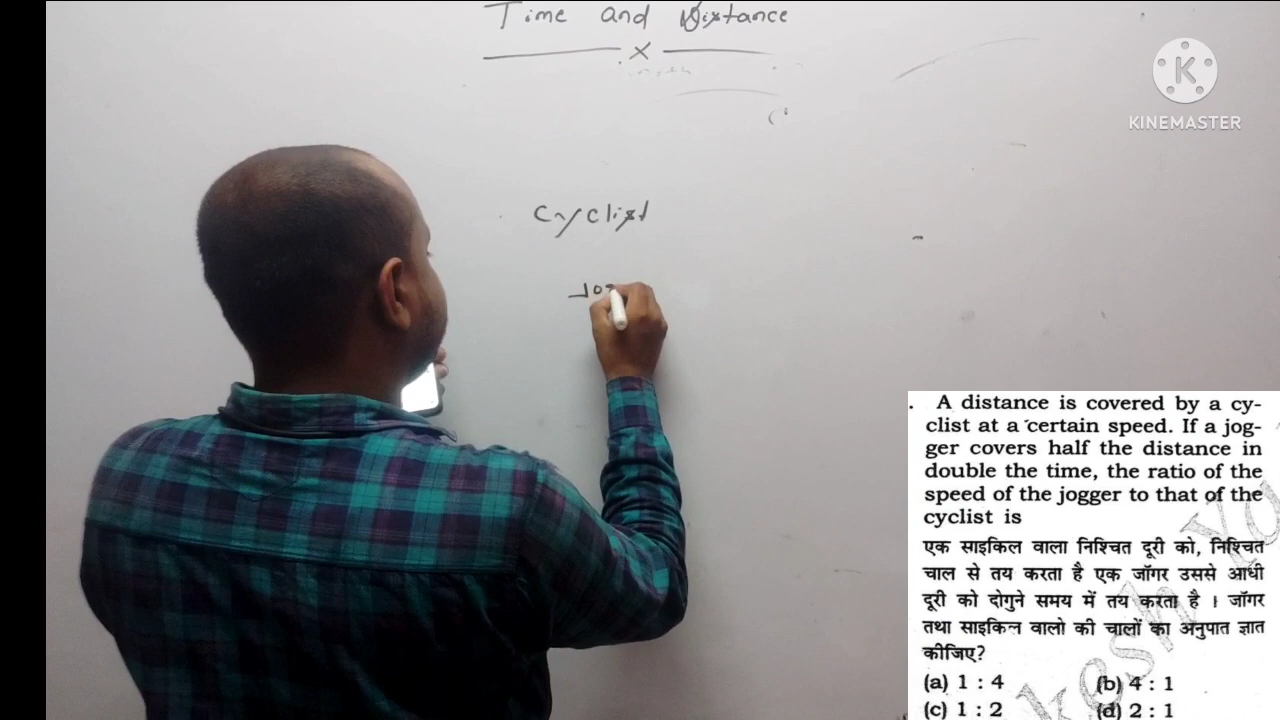 Time and Distance
x
KINEMASTER
Cyclist
Jog
. A distance is covered by a cy-
clist at a certain speed. If a jog-
ger covers half the distance in
double the time, the ratio of the
speed of the jogger to that of the
cyclist is
एक साइकिल वाला निश्चित दूरी को, निश्चित
चाल से तय करता है एक जॉगर उससे आधी
दूरी को दोगुने समय में तय करता है । जॉगर
तथा साइकिल वालो की चालों का अनुपात ज्ञात
कीजिए?
(a) 1 : 4 (b) 4 : 1
(c) 1 : 2 (d) 2 : 1